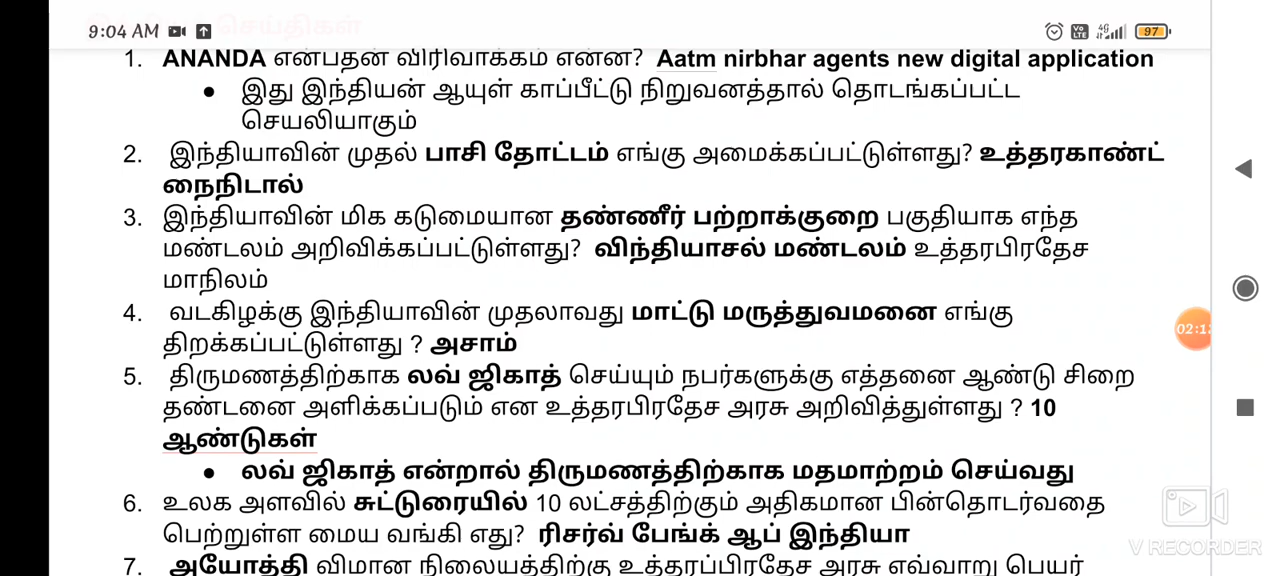 செய்திகள்
9:04 AM
4G
97
1. ANANDA என்பதன் விரிவாக்கம் என்ன? Aatm nirbhar agents new digital application
● இது இந்தியன் ஆயுள் காப்பீட்டு நிறுவனத்தால் தொடங்கப்பட்ட
செயலியாகும்
2. இந்தியாவின் முதல் பாசி தோட்டம் எங்கு அமைக்கப்பட்டுள்ளது? உத்தரகாண்ட்
நைநிடால்
3. இந்தியாவின் மிக கடுமையான தண்ணீர் பற்றாக்குறை பகுதியாக எந்த
மண்டலம் அறிவிக்கப்பட்டுள்ளது? விந்தியாசல் மண்டலம் உத்தரபிரதேச
மாநிலம்
4. வடகிழக்கு இந்தியாவின் முதலாவது மாட்டு மருத்துவமனை எங்கு
திறக்கப்பட்டுள்ளது ? அசாம்
02:1
5. திருமணத்திற்காக லவ் ஜிகாத் செய்யும் நபர்களுக்கு எத்தனை ஆண்டு சிறை
தண்டனை அளிக்கப்படும் என உத்தரபிரதேச அரசு அறிவித்துள்ளது ? 10
ஆண்டுகள்
● லவ் ஜிகாத் என்றால் திருமணத்திற்காக மதமாற்றம் செய்வது
6. உலக அளவில் சுட்டுரையில் 10 லட்சத்திற்கும் அதிகமான பின்தொடர்வதை
பெற்றுள்ள மைய வங்கி எது? ரிசர்வ் பேங்க் ஆப் இந்தியா
V RECORDER
7. அயோத்தி விமான நிலையத்திற்கு உத்தரப்பிரதேச அரசு எவ்வாறு பெயர்